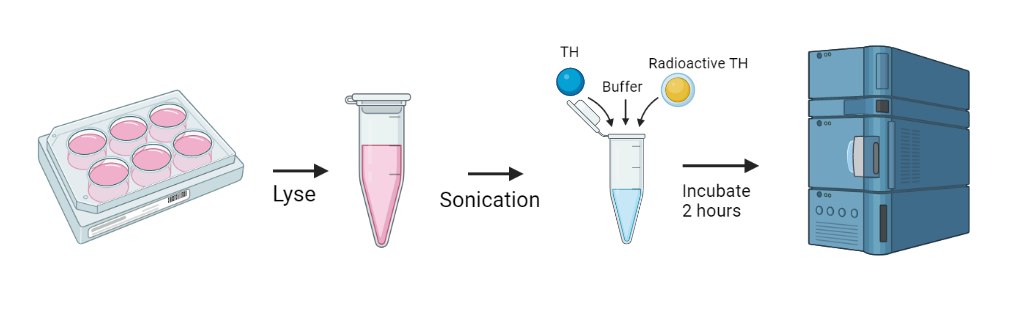 Lyse
Sonication
TH
Buffer
Radioactive TH
Incubate
2 hours